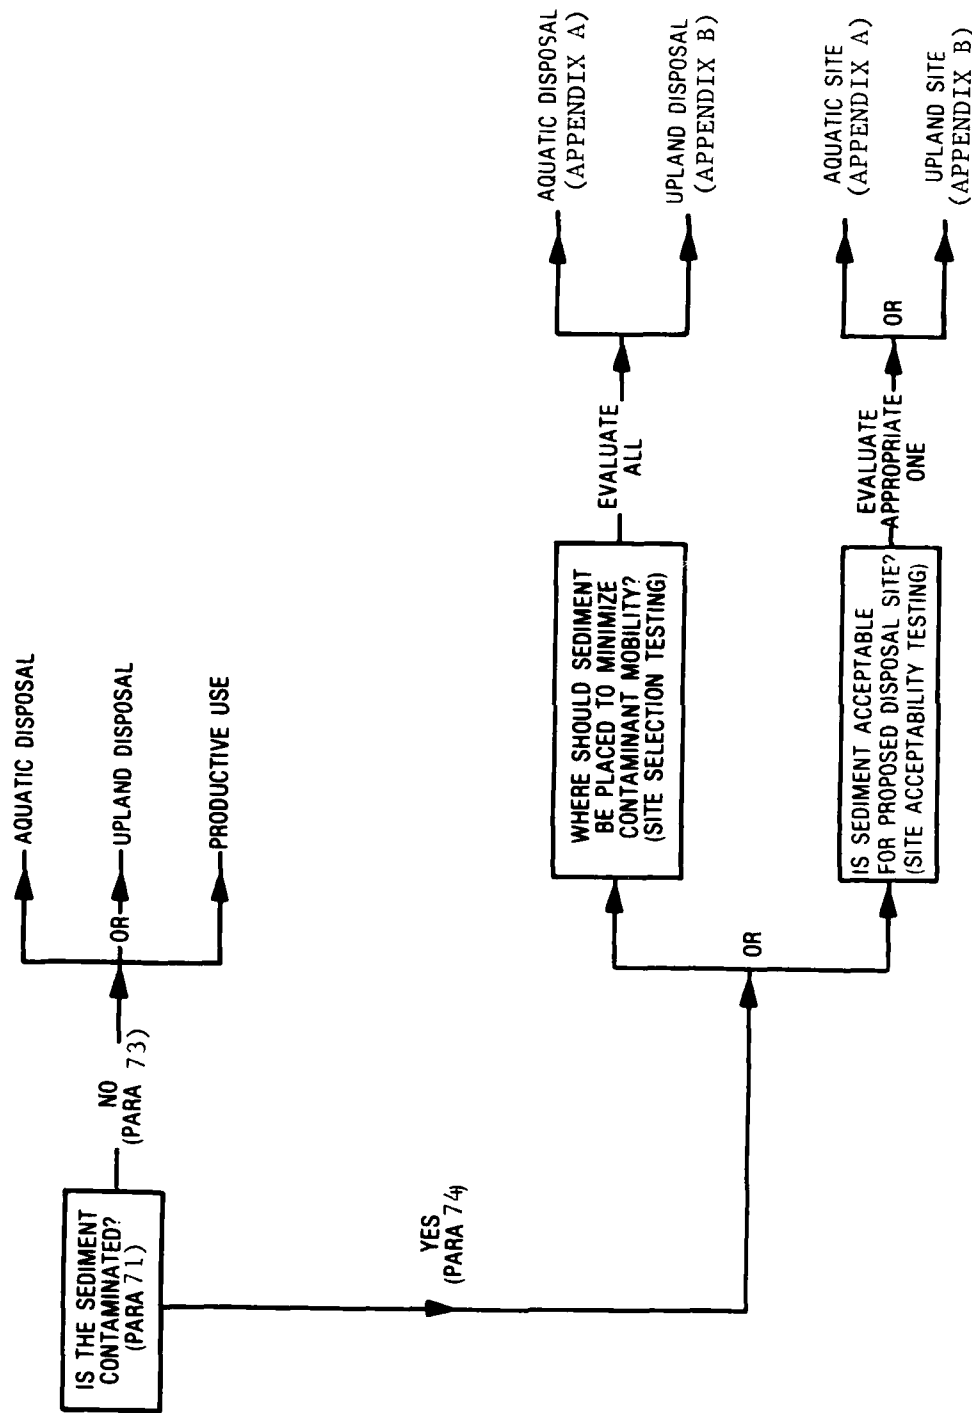 IS THE SEDIMENT
CONTAMINATED?
(PARA 71)
NO
(PARA 73)
OR
AQUATIC DISPOSAL
UPLAND DISPOSAL
PRODUCTIVE USE
YES
(PARA 74)
OR
WHERE SHOULD SEDIMENT
BE PLACED TO MINIMIZE
CONTAMINANT MOBILITY?
(SITE SELECTION TESTING)
EVALUATE
ALL
AQUATIC DISPOSAL
(APPENDIX A)
UPLAND DISPOSAL
(APPENDIX B)
IS SEDIMENT ACCEPTABLE
FOR PROPOSED DISPOSAL SITE?
(SITE ACCEPTABILITY TESTING)
EVALUATE
APPROPRIATE
ONE
OR
AQUATIC SITE
(APPENDIX A)
UPLAND SITE
(APPENDIX B)